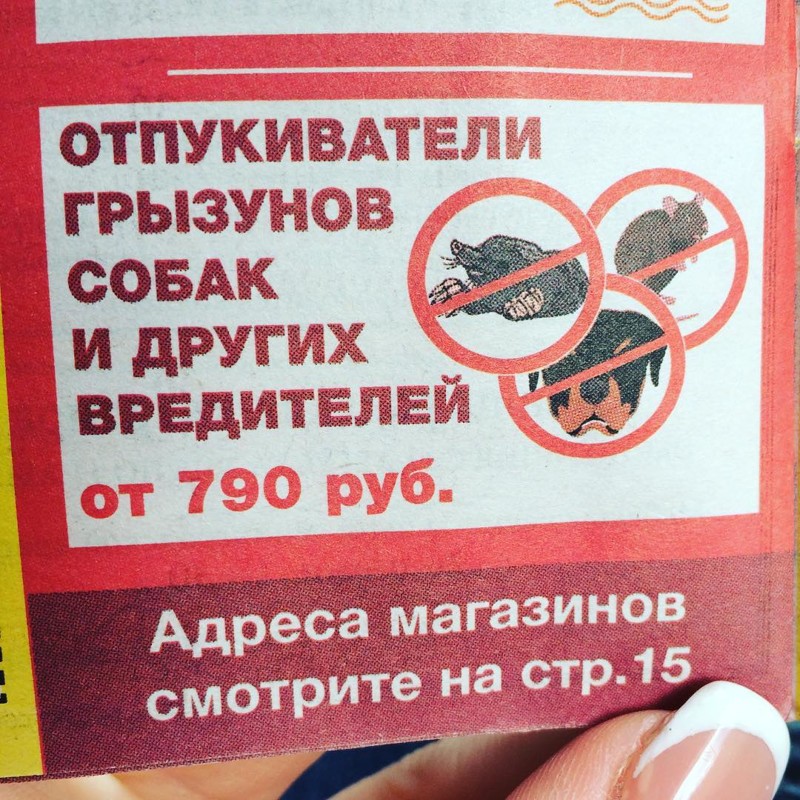 ОТПУКИВАТЕЛИ
ГРЫЗУНОВ
СОБАК
И ДРУГИХ
ВРЕДИТЕЛЕЙ
от 790 руб.
Адреса магазинов
смотрите на стр.15